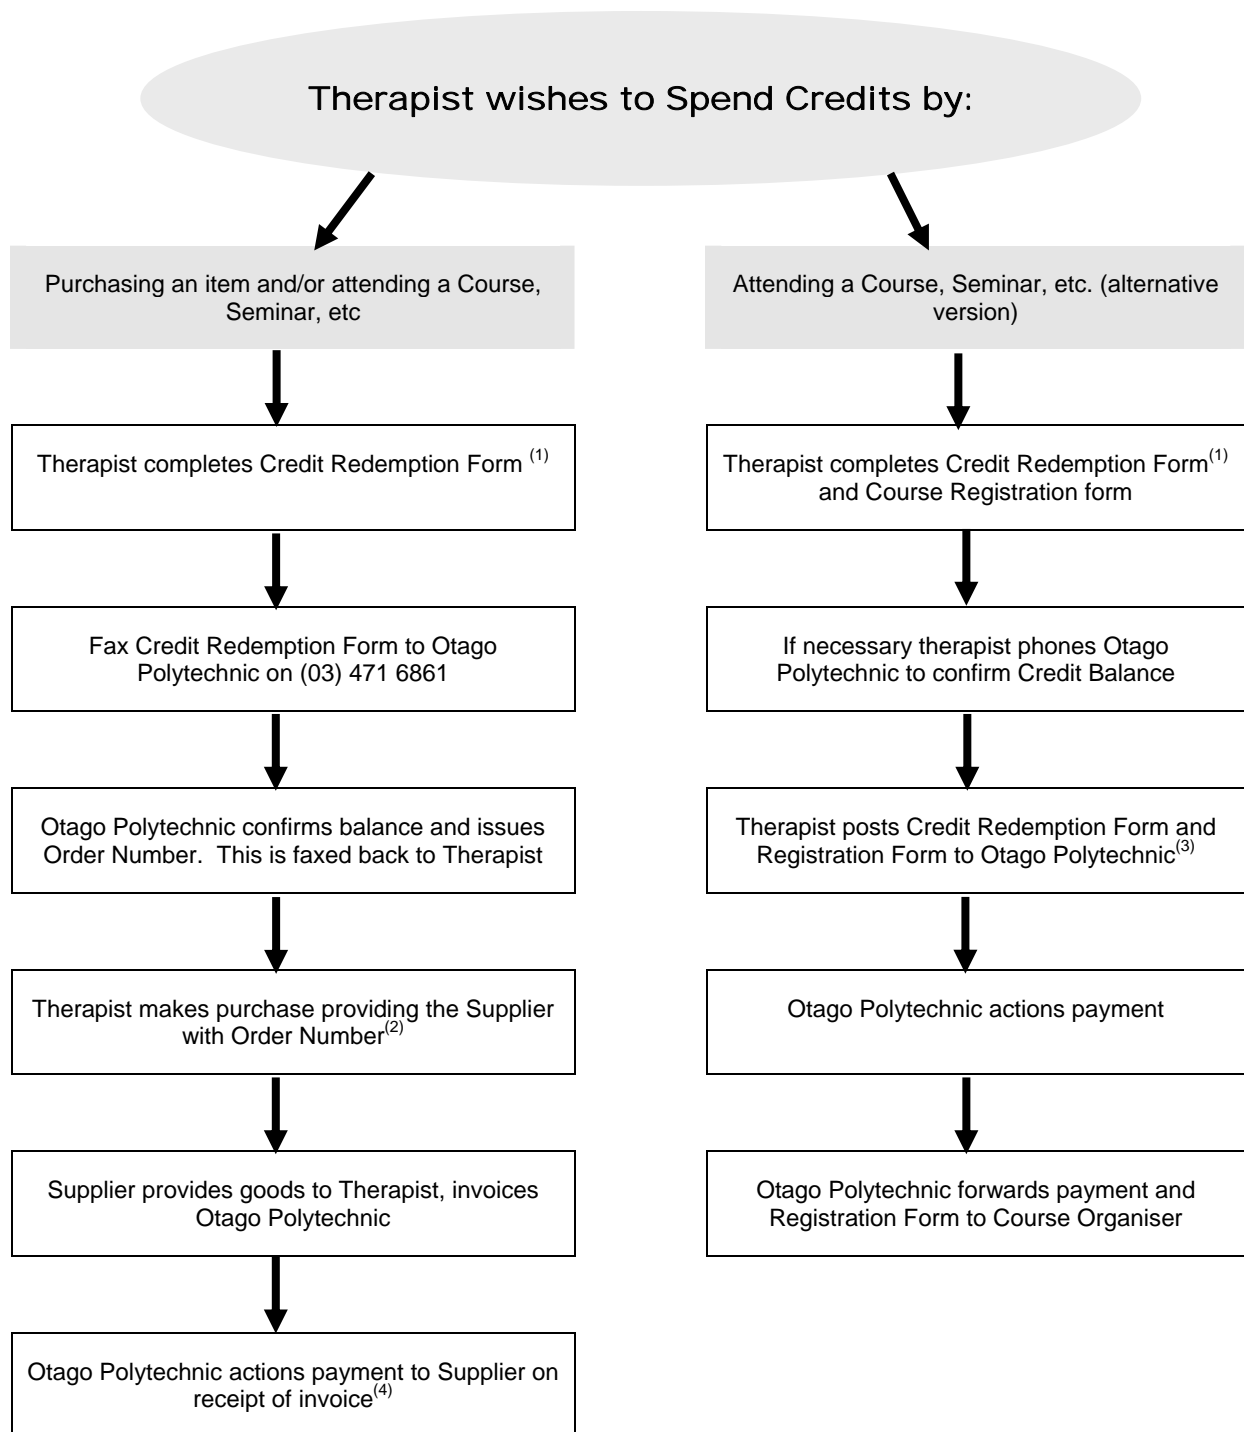 Therapist wishes to Spend Credits by:
Purchasing an item and/or attending a Course,
Seminar, etc
Therapist completes Credit Redemption Form (1)
Fax Credit Redemption Form to Otago
Polytechnic on (03) 471 6861
Otago Polytechnic confirms balance and issues
Order Number.  This is faxed back to Therapist
Therapist makes purchase providing the Supplier
with Order Number(2)
Supplier provides goods to Therapist, invoices
Otago Polytechnic
Otago Polytechnic actions payment to Supplier on
receipt of invoice(4)
Attending a Course, Seminar, etc. (alternative
version)
Therapist completes Credit Redemption Form(1)
and Course Registration form
If necessary therapist phones Otago
Polytechnic to confirm Credit Balance
Therapist posts Credit Redemption Form and
Registration Form to Otago Polytechnic(3)
Otago Polytechnic actions payment
Otago Polytechnic forwards payment and
Registration Form to Course Organiser